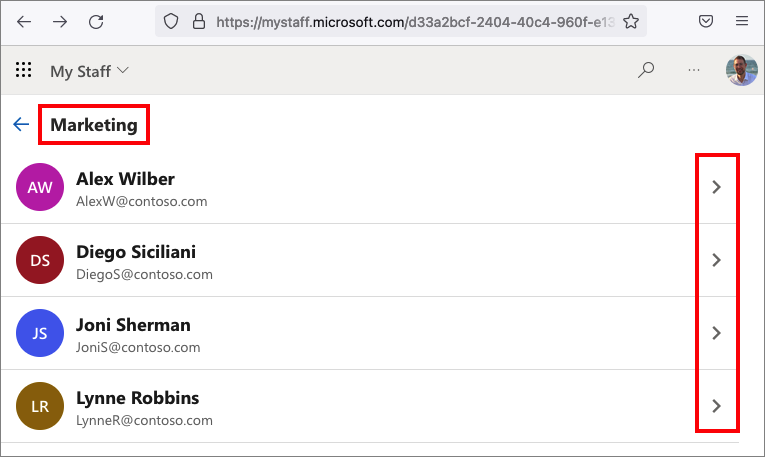 https://mystaff.microsoft.com/d33a2bcf-2404-40c4-960f-e13
My Staff
Marketing
AW
Alex Wilber
AlexW@contoso.com
DS
Diego Siciliani
DiegoS@contoso.com
JS
Joni Sherman
JoniS@contoso.com
LR
Lynne Robbins
LynneR@contoso.com